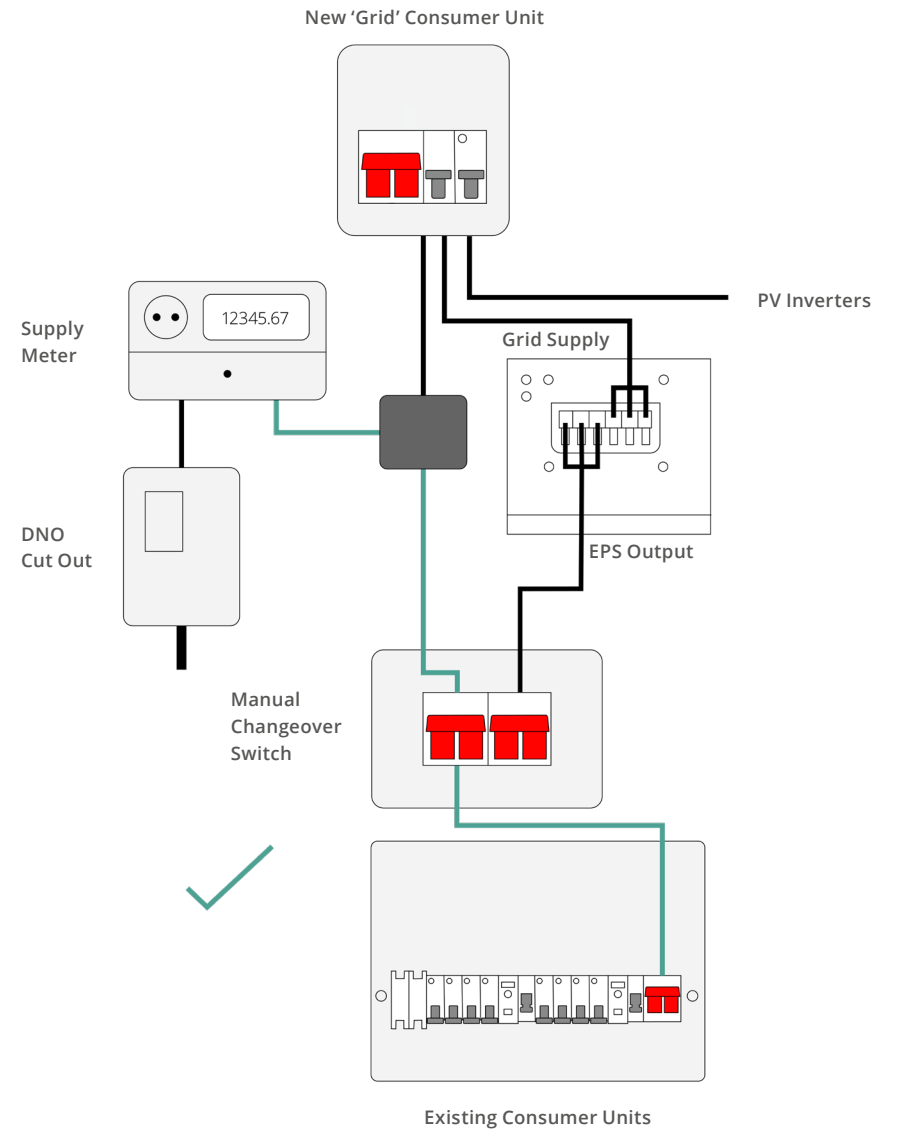 New ‘Grid’ Consumer Unit
12345.67
Supply
Meter
PV Inverters
Grid Supply
DNO
Cut Out
EPS Output
Manual
Changeover
Switch
Existing Consumer Units